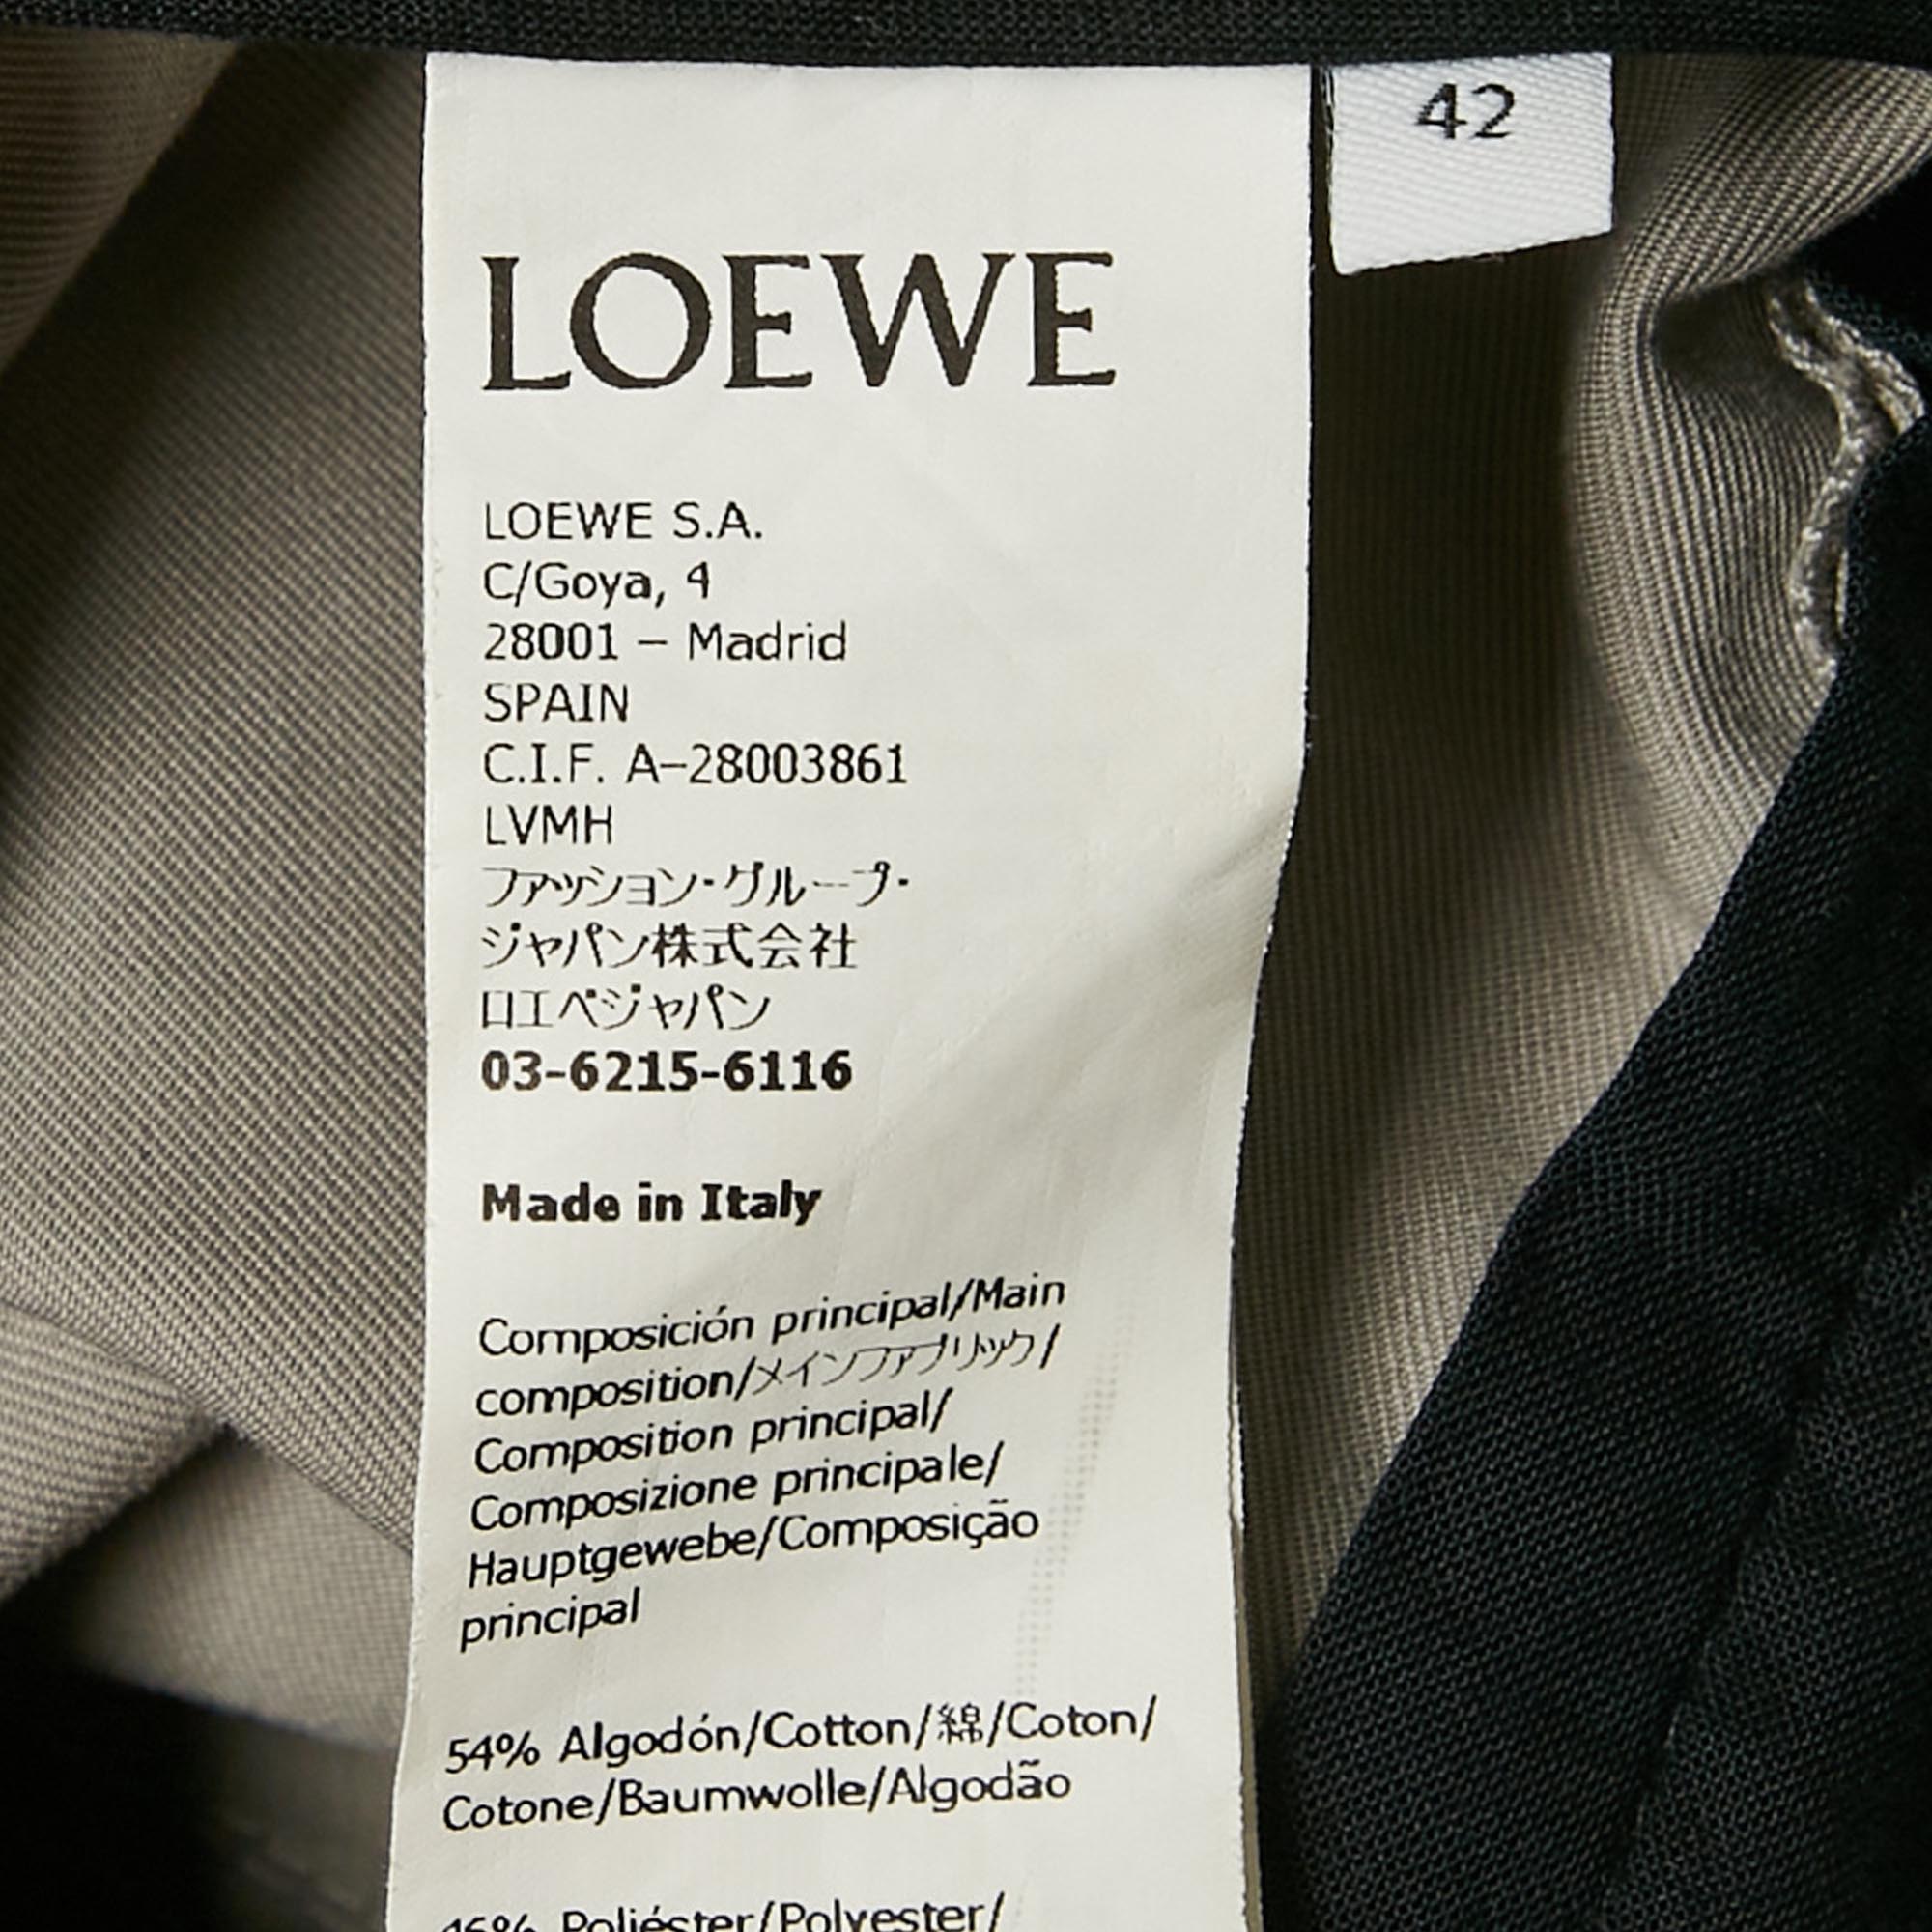 42
LOEWE
LOEWE S.A.
C/Goya, 4
28001 – Madrid
SPAIN
C.I.F. A–28003861
LVMH
ファッション・グループ・
ジャパン株式会社
ロエベジャパン
03-6215-6116
Made in Italy
Composición principal/Main
composition/メインファブリック/
Composition principal/
Composizione principale/
Hauptgewebe/Composição
principal
54% Algodón/Cotton/綿/Coton/
Cotone/Baumwolle/Algodão
46% Poliéster/Polyester/